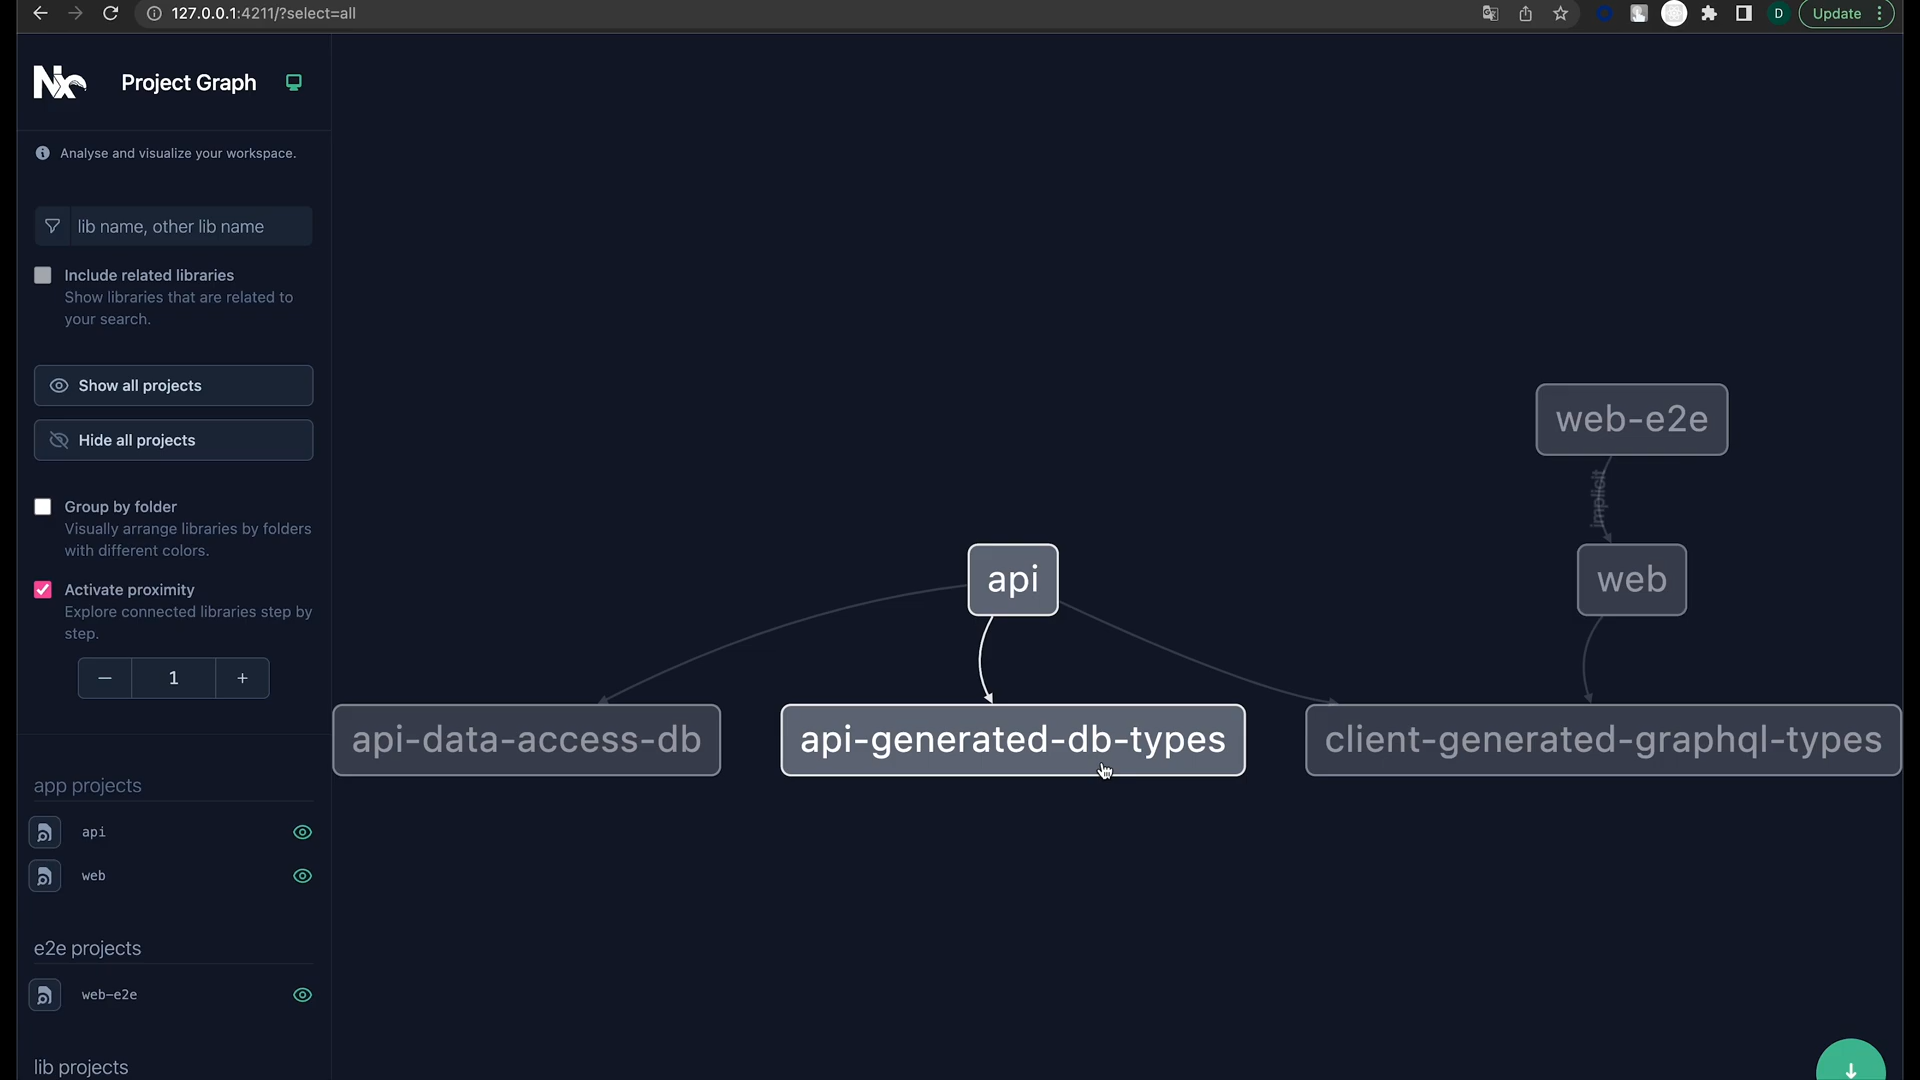 127.0.0.1:4211/?select=all
D
Update
Nx
Project Graph
Analyse and visualize your workspace.
lib name, other lib name
Include related libraries
Show libraries that are related to
your search.
Show all projects
Hide all projects
Group by folder
Visually arrange libraries by folders
with different colors.
Activate proximity
Explore connected libraries step by
step.
1
app projects
api
web
e2e projects
web-e2e
lib projects
web-e2e
implicit
api
web
api-data-access-db
api-generated-db-types
client-generated-graphql-types